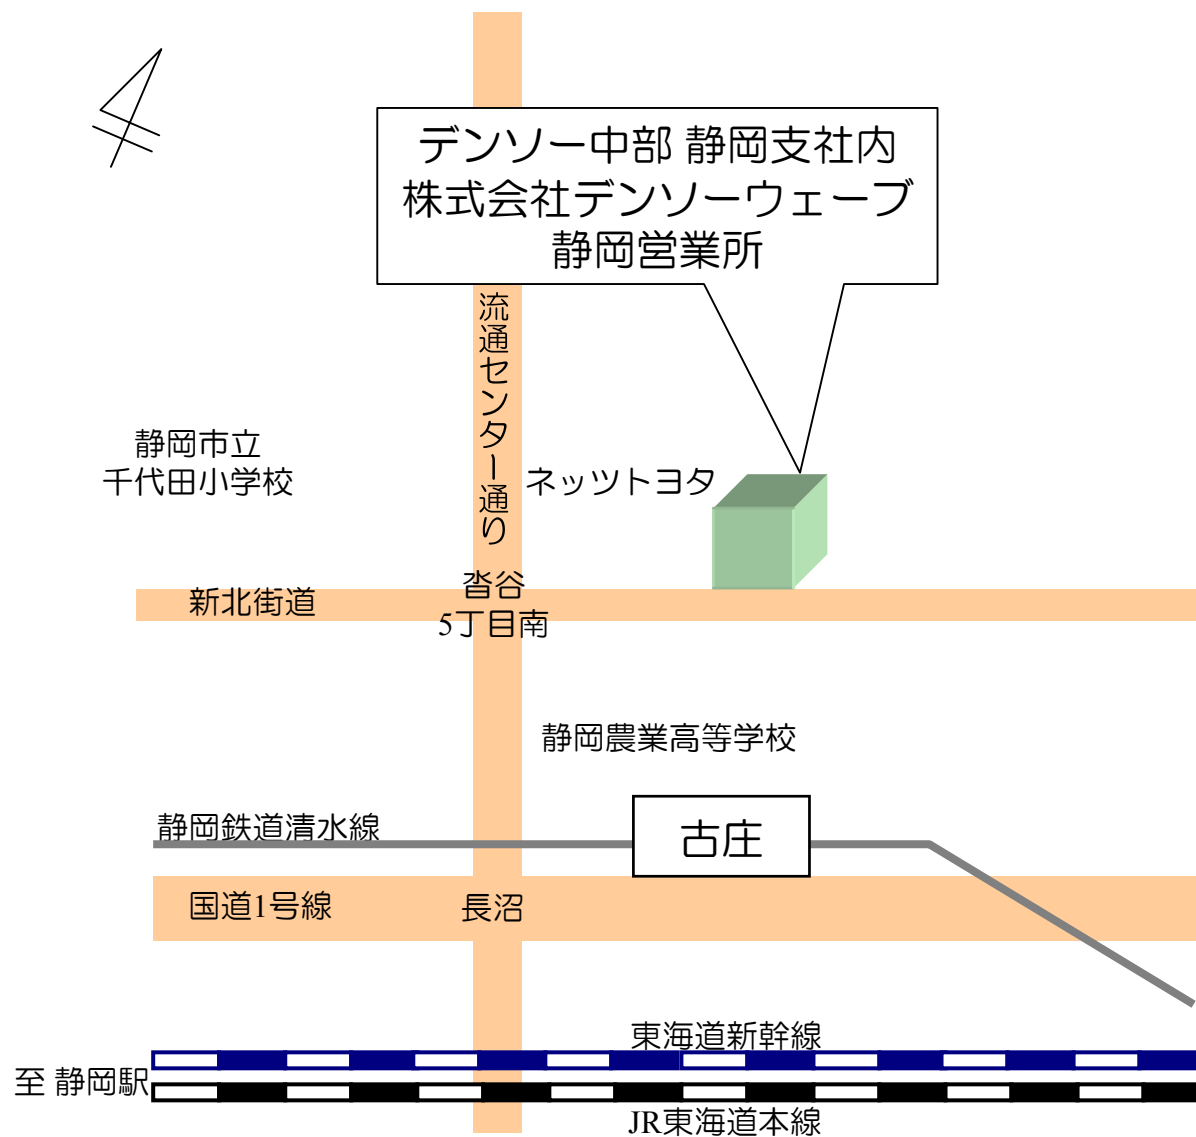 デンソー中部 静岡支社内
株式会社デンソーウェーブ
静岡営業所
流通センター通り
静岡市立
千代田小学校
ネッツトヨタ
新北街道
沓谷
5丁目南
静岡農業高等学校
静岡鉄道清水線
古庄
国道1号線
長沼
東海道新幹線
至 静岡駅
JR東海道本線